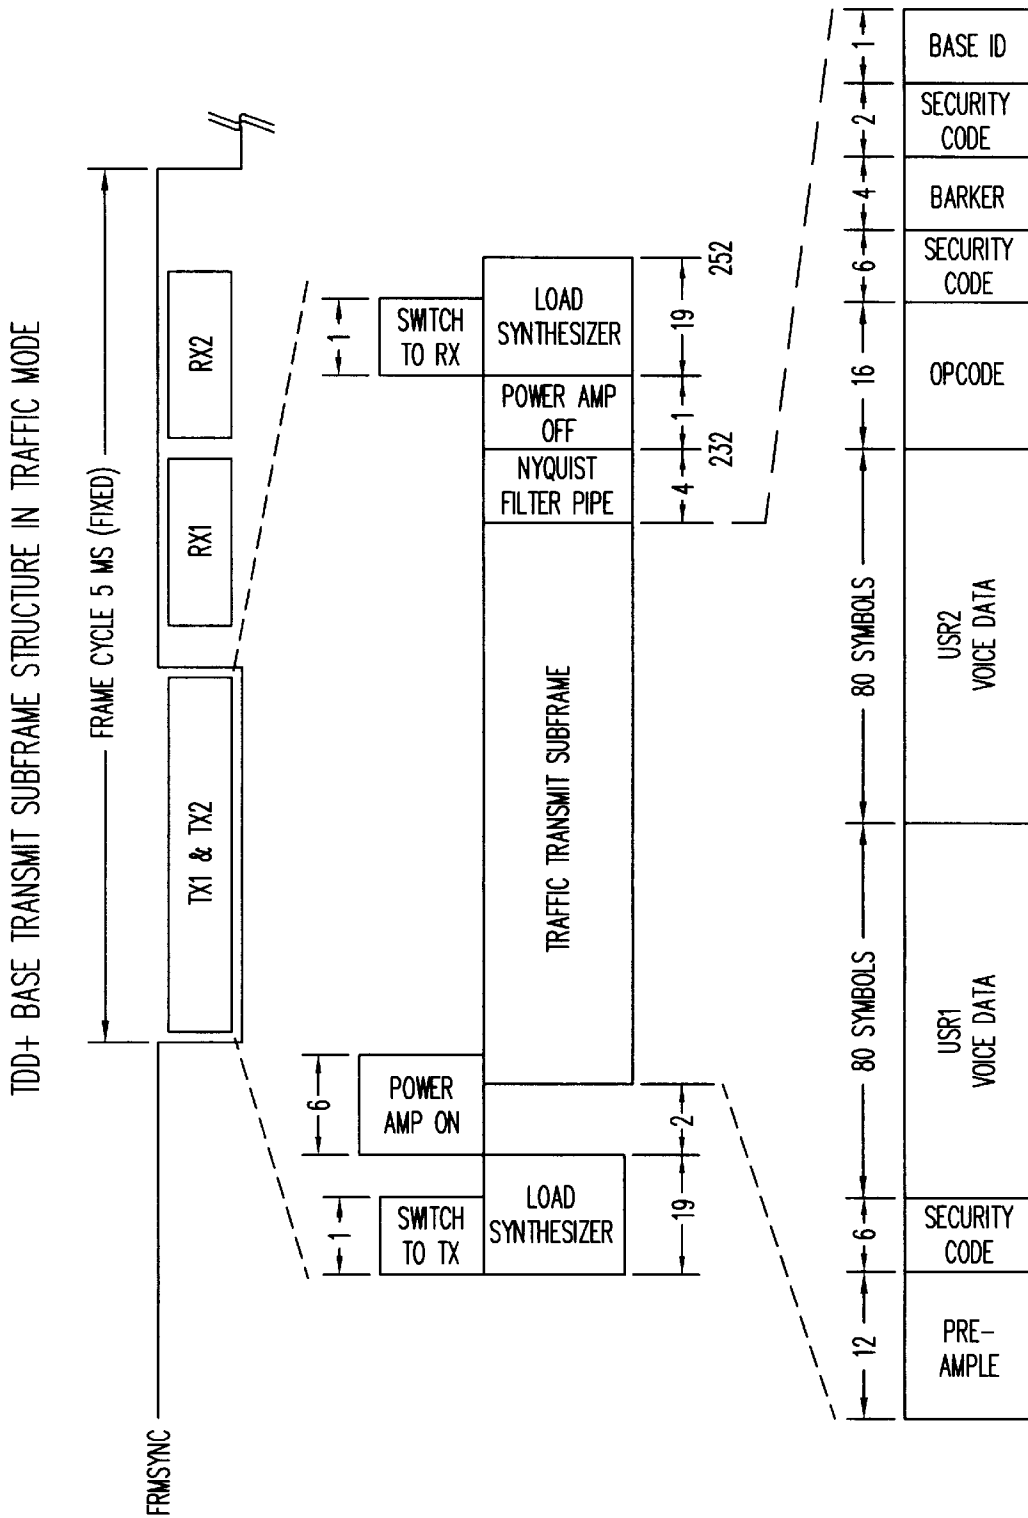 TDD+ BASE TRANSMIT SUBFRAME STRUCTURE IN TRAFFIC MODE
FRAME CYCLE 5 MS (FIXED)
FRMSYNC
TX1 & TX2
RX1
RX2
1
6
1
SWITCH
TO TX
POWER
AMP ON
SWITCH
TO RX
LOAD
SYNTHESIZER
TRAFFIC TRANSMIT SUBFRAME
NYQUIST
FILTER PIPE
POWER AMP
OFF
LOAD
SYNTHESIZER
19
2
4
1
19
232
252
12
6
80 SYMBOLS
80 SYMBOLS
16
6
4
2
1
PRE-
AMPLE
SECURITY
CODE
USR1
VOICE DATA
USR2
VOICE DATA
OPCODE
SECURITY
CODE
BARKER
SECURITY
CODE
BASE ID